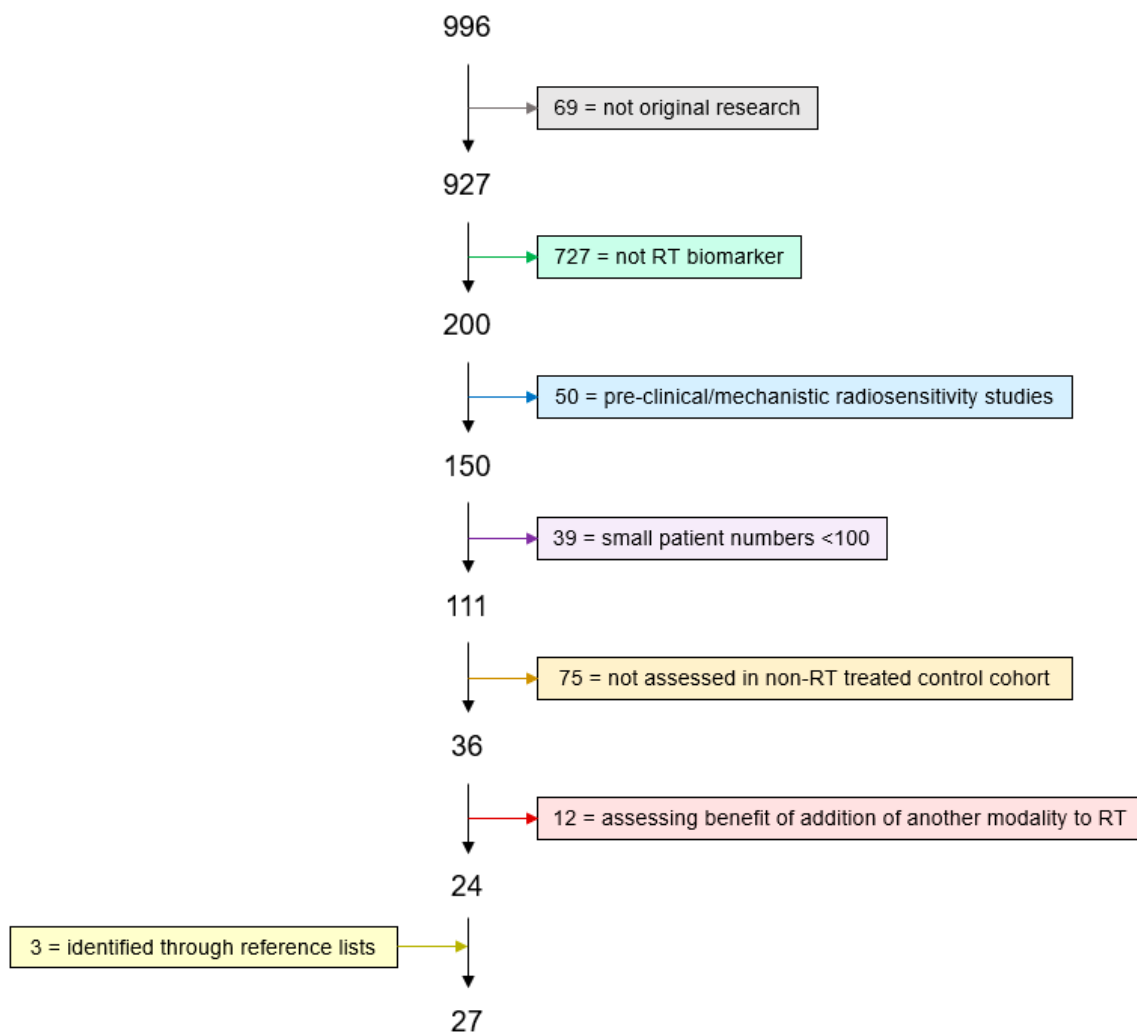 996
69 = not original research
927
727 = not RT biomarker
200
50 = pre-clinical/mechanistic radiosensitivity studies
150
39 = small patient numbers <100
111
75 = not assessed in non-RT treated control cohort
36
12 = assessing benefit of addition of another modality to RT
24
3 = identified through reference lists
27